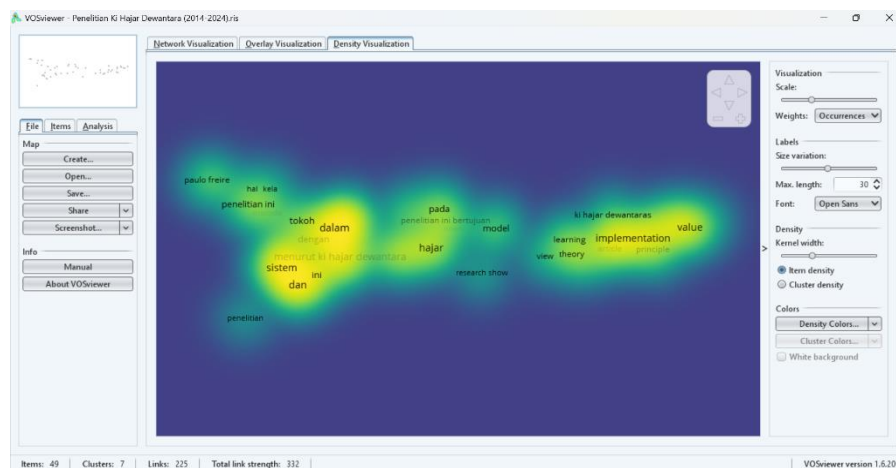 VOSviewer - Penelitian Ki Hajar Dewantara (2014-2024).ris
Network Visualization Overlay Visualization Density Visualization
File Items Analysis
Map
Create...
Open...
Save...
Share
Screenshot...
Info
Manual
About VOSviewer
paulo freire
hal kela
penelitian ini
tokoh
dalam
dengan
menurut ki hajar dewantara
sistem
ini
dan
penelitian
pada
penelitian ini bertujuan
model
hajar
research show
ki hajar dewantaras
value
learning
implementation
article
principle
view
theory
Visualization
Scale:
Weights: Occurrences
Labels
Size variation:
Max. length: 30
Font: Open Sans
Density
Kernel width:
Item density
Cluster density
Colors
Density Colors...
Cluster Colors...
White background
Items: 49 Clusters: 7 Links: 225 Total link strength: 332
VOSviewer version 1.6.20